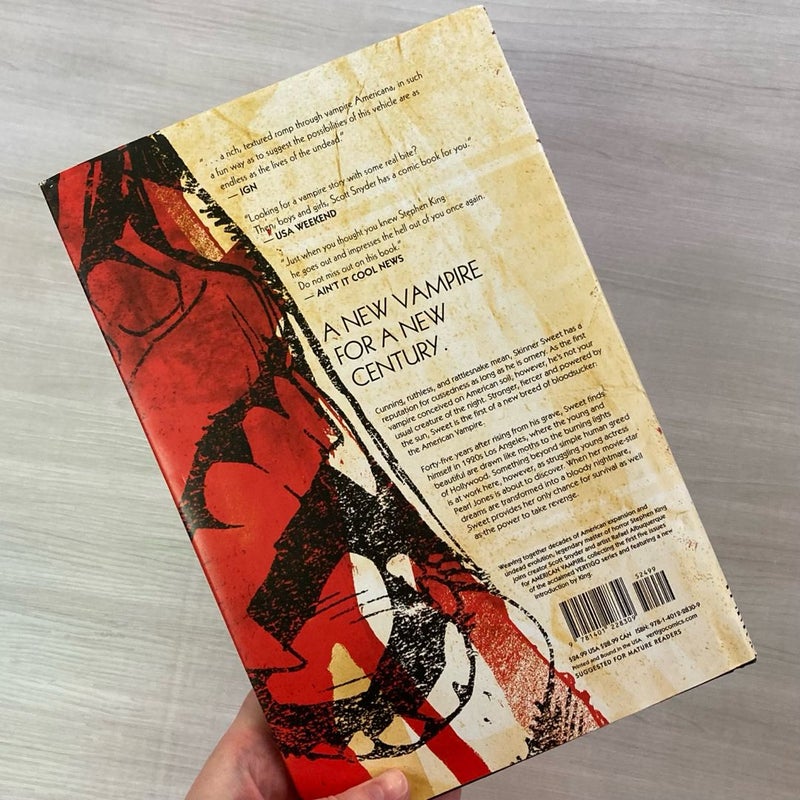 ". . . a rich, textured romp through vampire Americana, in such
a fun way as to suggest the possibilities of this vehicle are as
endless as the lives of the undead."
— IGN
"Looking for a vampire story with some real bite?
Then, boys and girls, Scott Snyder has a comic book for you."
— USA WEEKEND
"Just when you thought you knew Stephen King
he goes out and impresses the hell out of you once again.
Do not miss out on this book."
— AIN'T IT COOL NEWS
A NEW VAMPIRE
FOR A NEW
CENTURY.
Cunning, ruthless, and rattlesnake mean, Skinner Sweet has a
reputation for cussedness as long as he is ornery. As the first
vampire conceived on American soil, however, he's not your
usual creature of the night. Stronger, fiercer and powered by
the sun, Sweet is the first of a new breed of bloodsucker:
the American Vampire.
Forty-five years after rising from his grave, Sweet finds
himself in 1920s Los Angeles, where the young and
beautiful are drawn like moths to the burning lights
of Hollywood. Something beyond simple human greed
is at work here, however, as struggling young actress
Pearl Jones is about to discover. When her movie-star
dreams are transformed into a bloody nightmare,
Sweet provides her only chance for survival as well
as the power to take revenge.
Weaving together decades of American expansion and
undead evolution, legendary master of horror Stephen King
joins creator Scott Snyder and artist Rafael Albuquerque
for AMERICAN VAMPIRE, collecting the first five issues
of the acclaimed VERTIGO series and featuring a new
introduction by King.
52499
9 781401 228309
$24.99 USA $28.99 CAN ISBN: 978-1-4012-2830-9
Printed and Bound in the USA vertigocomics.com
SUGGESTED FOR MATURE READERS